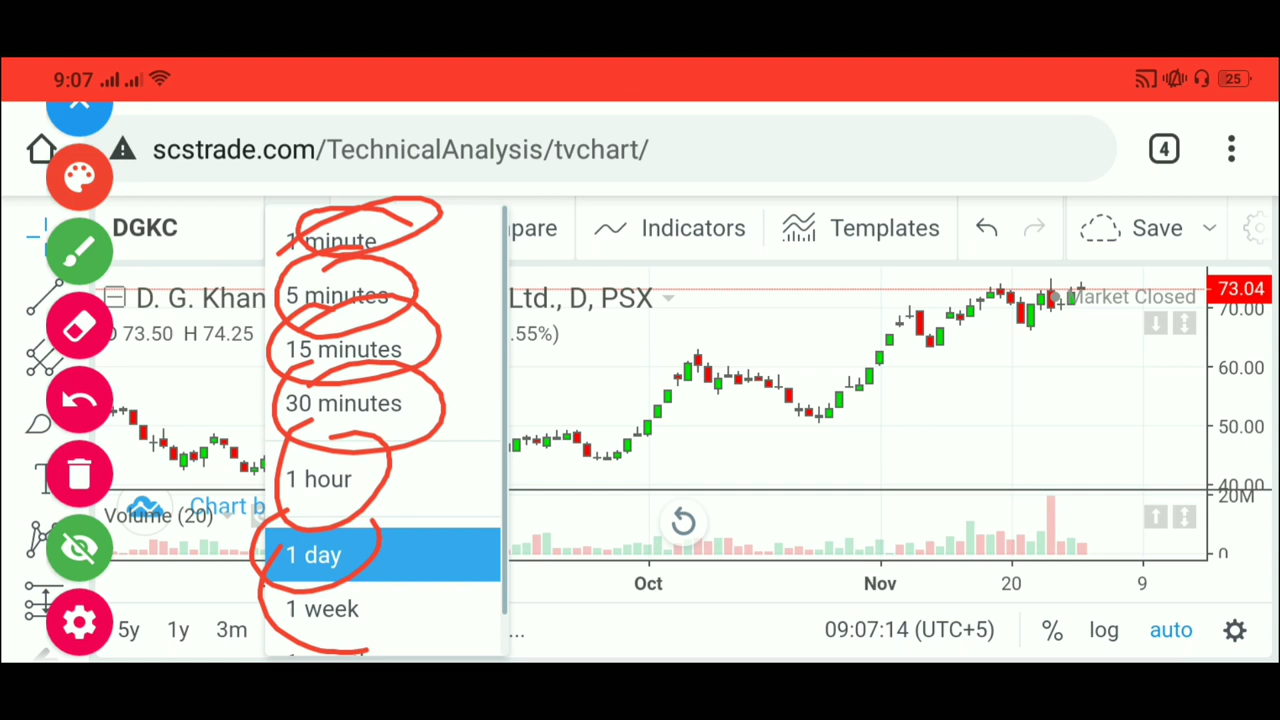 9:07
25
scstrade.com/TechnicalAnalysis/tvchart/
4
DGKC
1 minute
pare
Indicators
Templates
Save
5 minutes
D. G. Khan
Ltd., D, PSX
Market Closed
73.04
70.00
73.50 H 74.25
.55%)
15 minutes
60.00
30 minutes
50.00
1 hour
40.00
20M
Chart b
Volume (20)
1 day
0
Oct
Nov
20
9
1 week
5y
1y
3m
...
09:07:14 (UTC+5)
%
log
auto